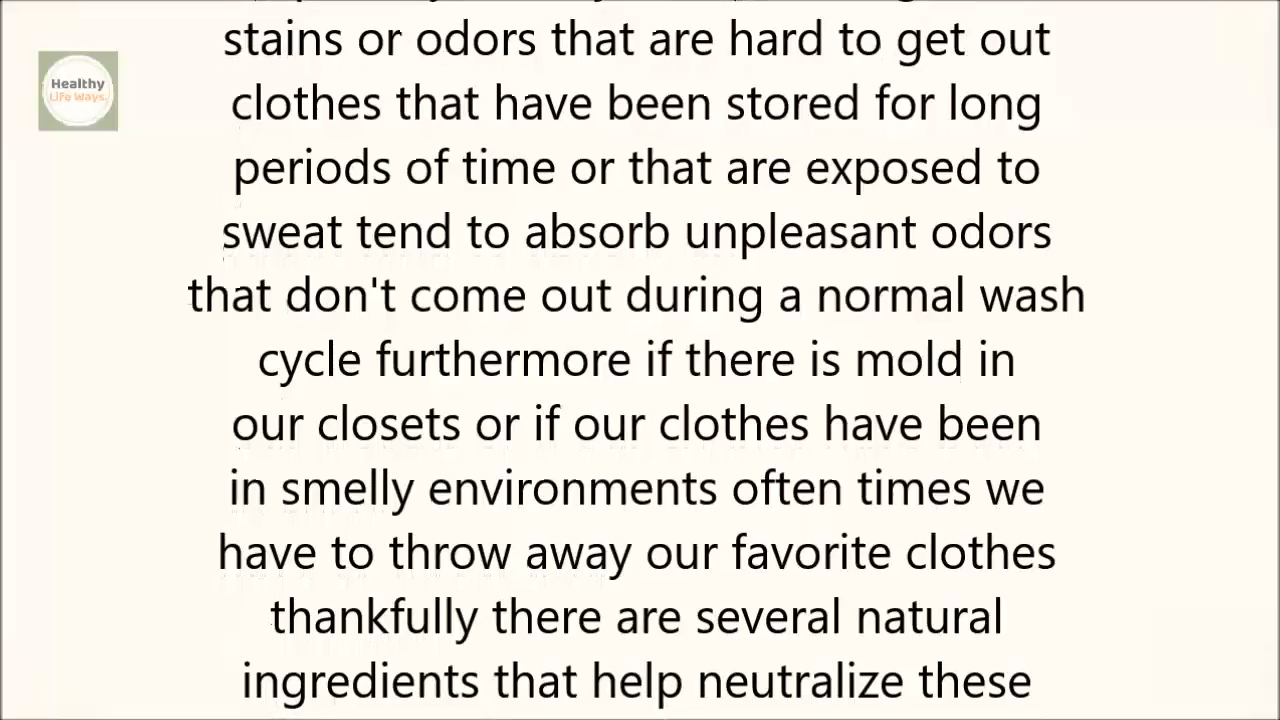 Healthy
Life Ways.
stains or odors that are hard to get out
clothes that have been stored for long
periods of time or that are exposed to
sweat tend to absorb unpleasant odors
that don't come out during a normal wash
cycle furthermore if there is mold in
our closets or if our clothes have been
in smelly environments often times we
have to throw away our favorite clothes
thankfully there are several natural
ingredients that help neutralize these